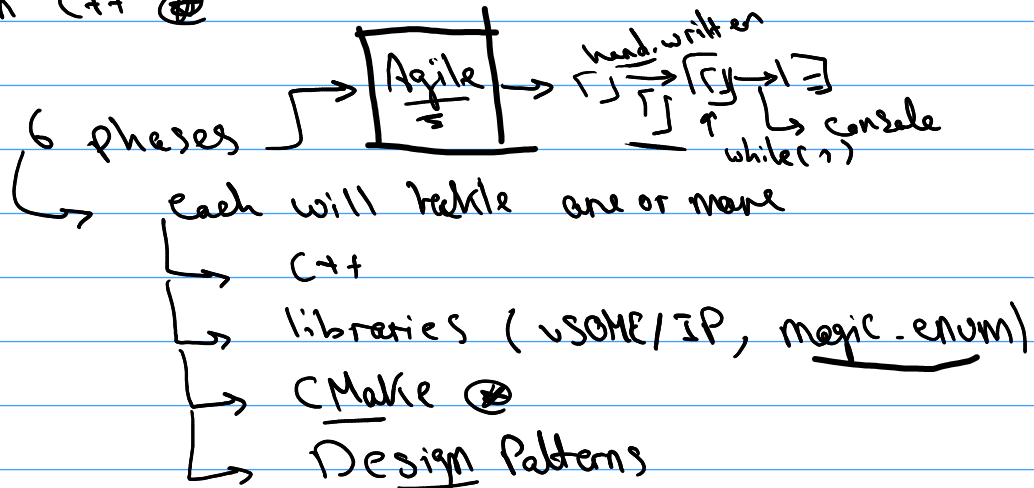 C++
hand.written
Agile
console
while(1)
6 phases
each will tackle one or more
C++
libraries (vSOME/IP, magic_enum)
CMake
Design Patterns